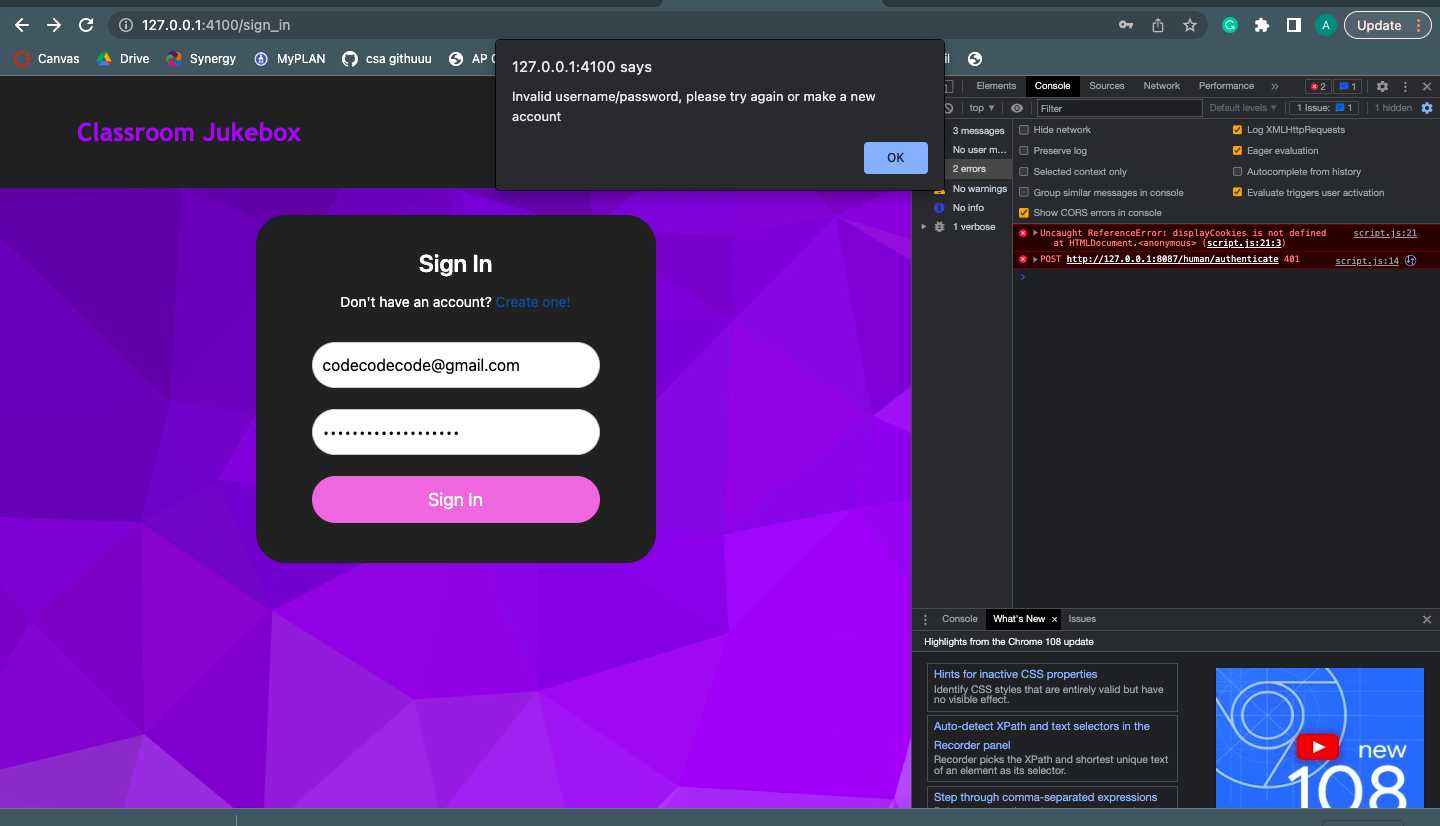 127.0.0.1:4100/sign_in
A
Update
Canvas
Drive
Synergy
MyPLAN
csa githuuu
AP
127.0.0.1:4100 says
Invalid username/password, please try again or make a new
account
OK
Classroom Jukebox
Sign In
Don't have an account? Create one!
codecodecode@gmail.com
Sign In
Elements
Console
Sources
Network
Performance
2
1
top
Filter
Default levels
1 Issue:
1
1 hidden
3 messages
No user m...
2 errors
No warnings
No info
1 verbose
Hide network
Log XMLHttpRequests
Preserve log
Eager evaluation
Selected context only
Autocomplete from history
Group similar messages in console
Evaluate triggers user activation
Show CORS errors in console
Uncaught ReferenceError: displayCookies is not defined
script.js:21
at HTMLDocument.<anonymous> (script.js:21:3)
POST http://127.0.0.1:8087/human/authenticate 401
script.js:14
Console
What's New
Issues
Highlights from the Chrome 108 update
Hints for inactive CSS properties
Identify CSS styles that are entirely valid but have
no visible effect.
Auto-detect XPath and text selectors in the
Recorder panel
Recorder picks the XPath and shortest unique text
of an element as its selector.
Step through comma-separated expressions
new
108